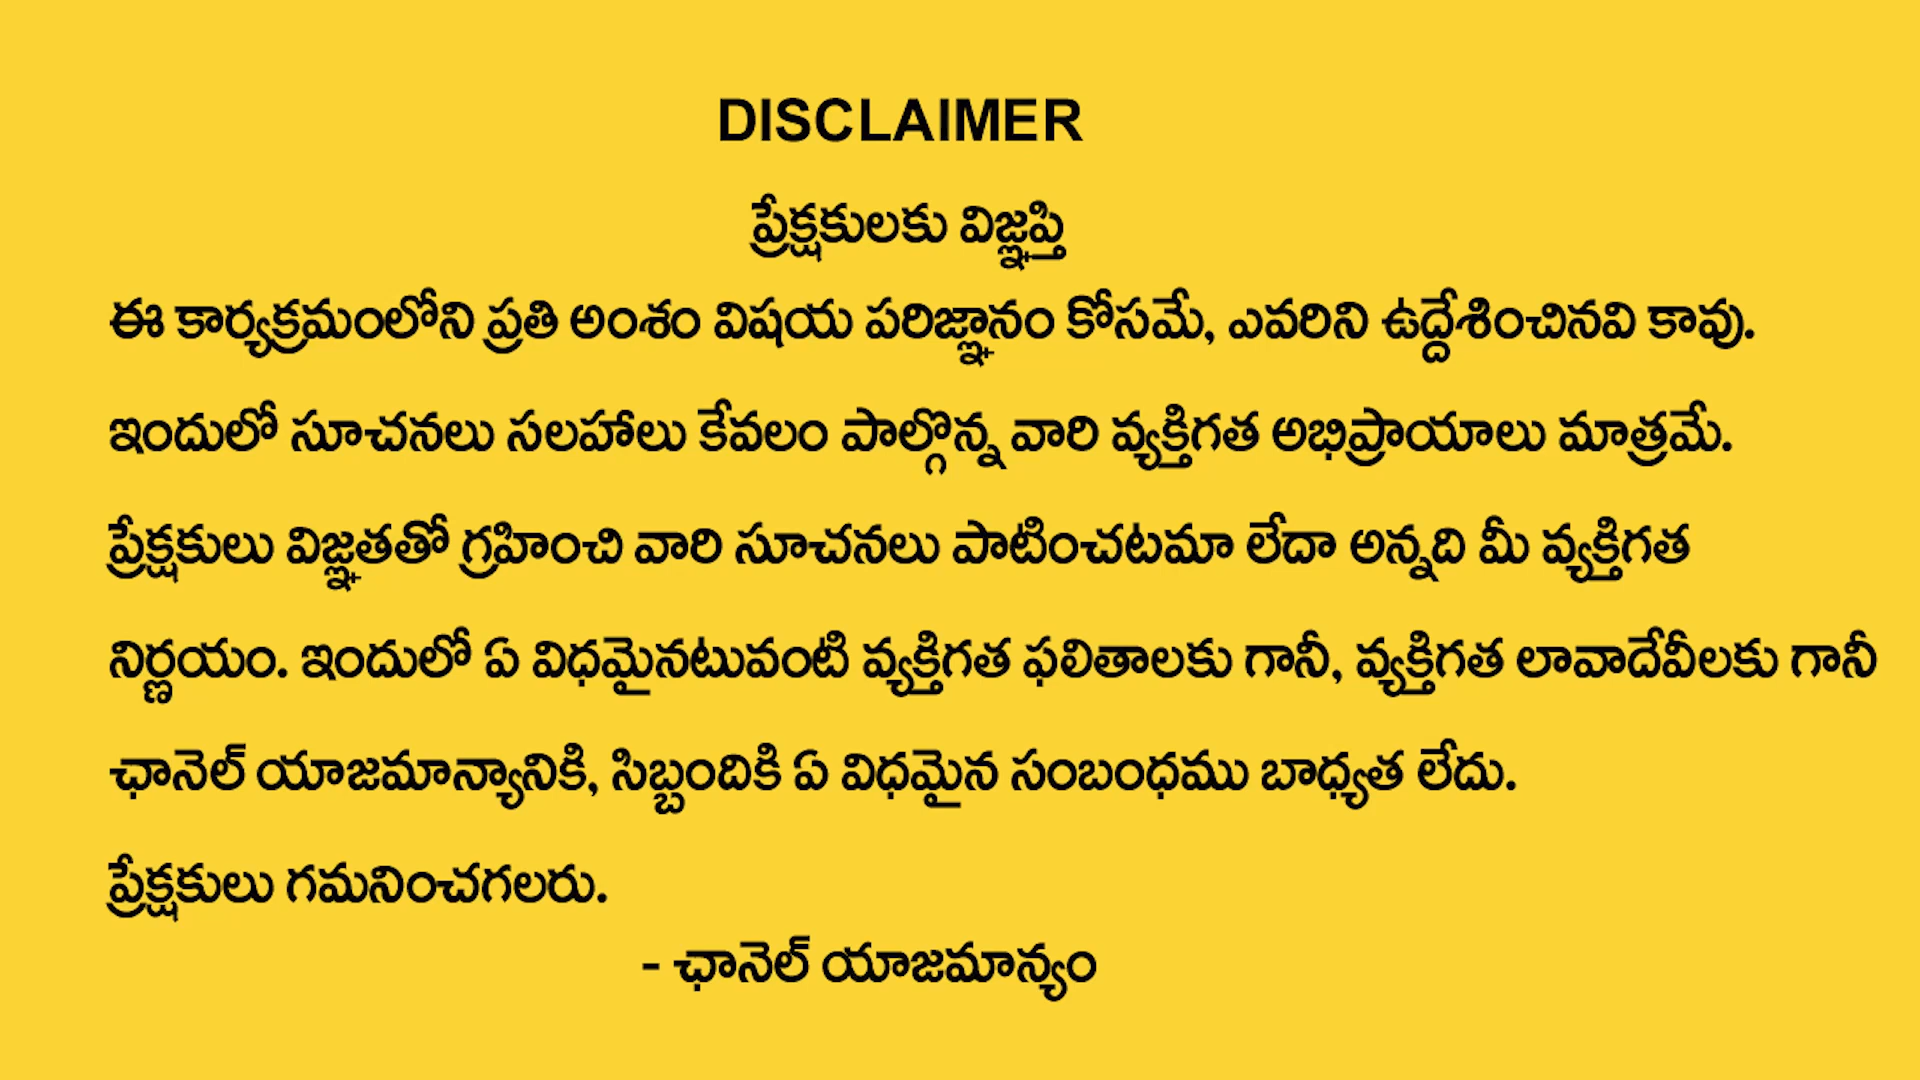 DISCLAIMER
ప్రేక్షకులకు విజ్ఞప్తి
ఈ కార్యక్రమంలోని ప్రతి అంశం విషయ పరిజ్ఞానం కోసమే, ఎవరిని ఉద్దేశించినవి కావు.
ఇందులో సూచనలు సలహాలు కేవలం పాల్గొన్న వారి వ్యక్తిగత అభిప్రాయాలు మాత్రమే.
ప్రేక్షకులు విజ్ఞతతో గ్రహించి వారి సూచనలు పాటించటమా లేదా అన్నది మీ వ్యక్తిగత
నిర్ణయం. ఇందులో ఏ విధమైనటువంటి వ్యక్తిగత ఫలితాలకు గానీ, వ్యక్తిగత లావాదేవీలకు గానీ
ఛానెల్ యాజమాన్యానికి, సిబ్బందికి ఏ విధమైన సంబంధము బాధ్యత లేదు.
ప్రేక్షకులు గమనించగలరు.
- ఛానెల్ యాజమాన్యం